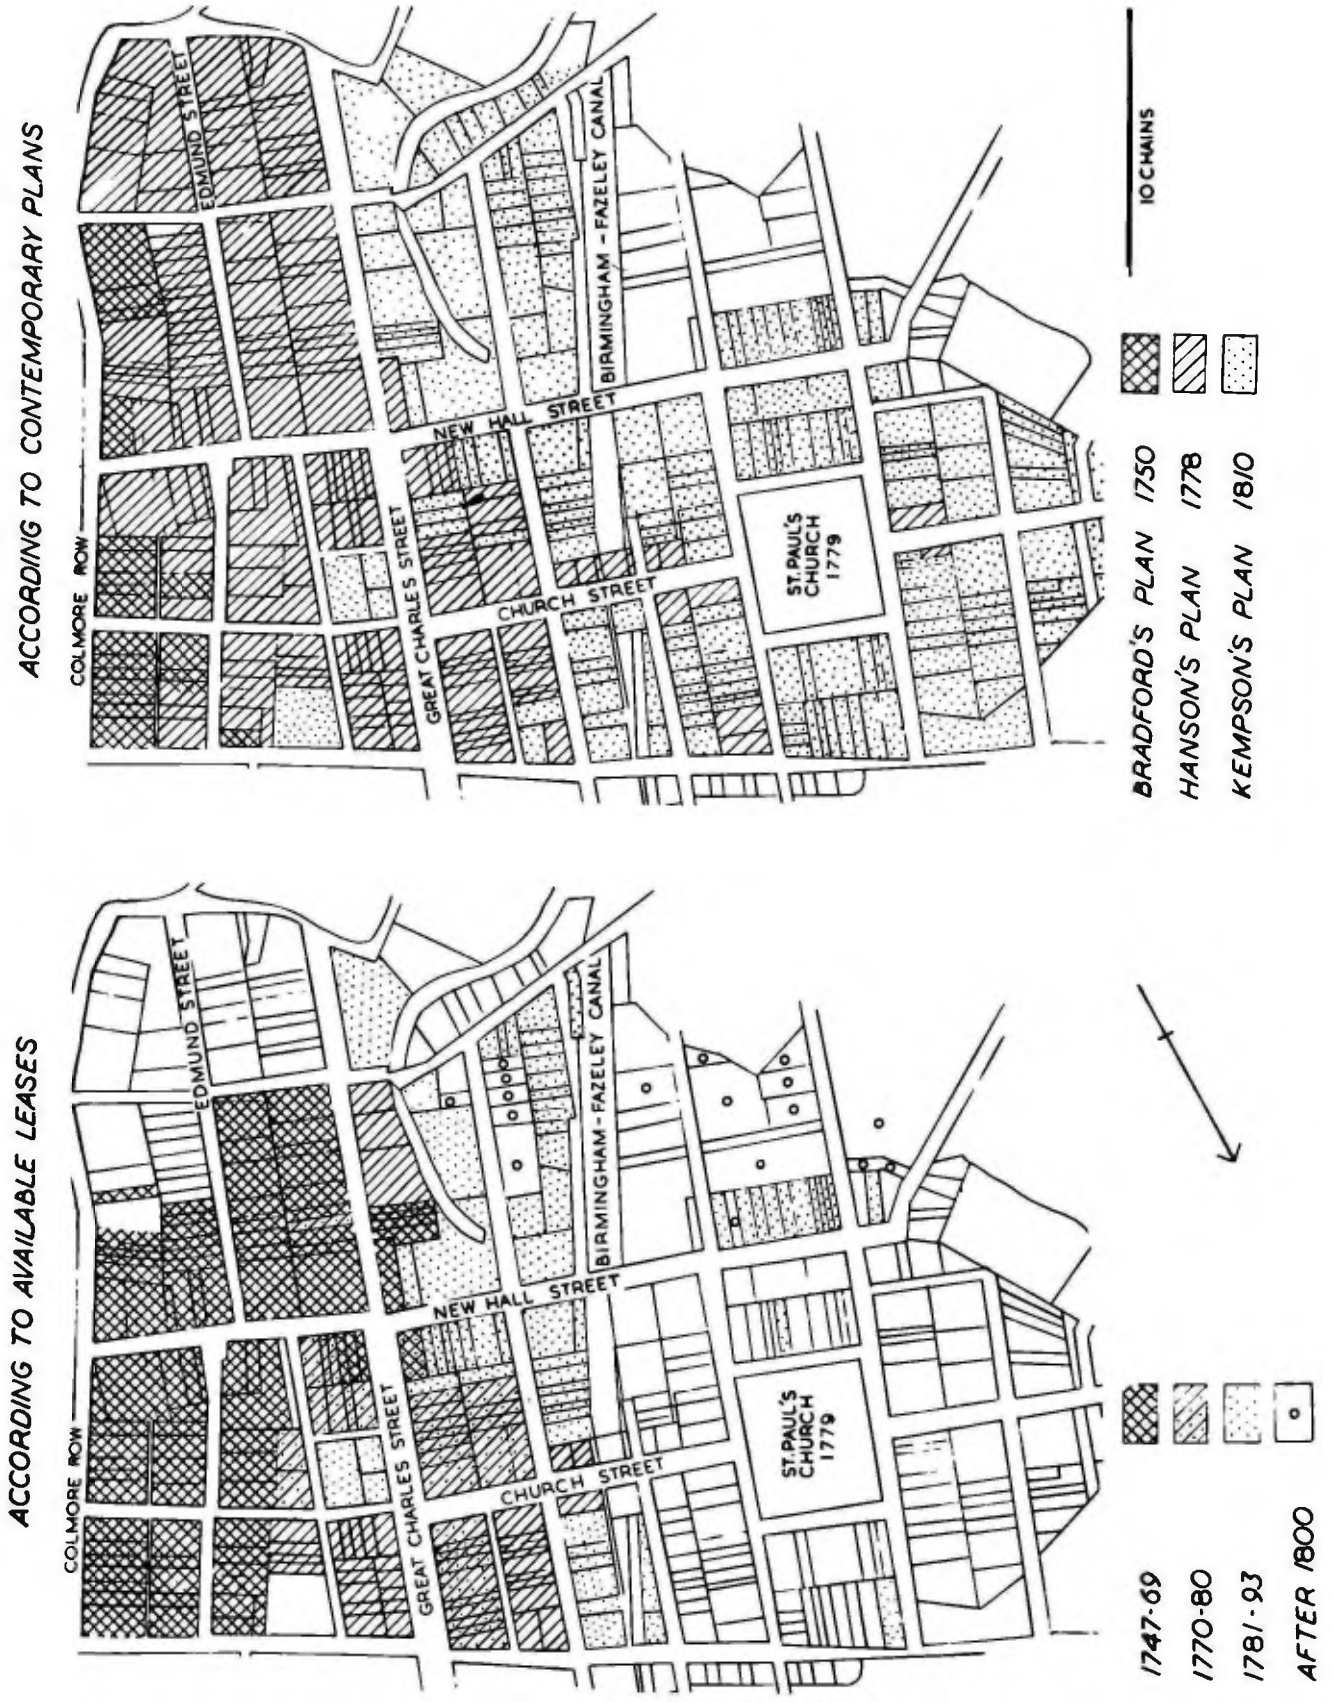 ACCORDING TO AVAILABLE LEASES
COLMORE ROW
EDMUND STREET
GREAT CHARLES STREET
NEW HALL STREET
CHURCH STREET
BIRMINGHAM-FAZELEY CANAL
ST. PAUL'S
CHURCH
1779
1747-69
1770-80
1781-93
AFTER 1800
ACCORDING TO CONTEMPORARY PLANS
COLMORE ROW
EDMUND STREET
GREAT CHARLES STREET
NEW HALL STREET
CHURCH STREET
BIRMINGHAM - FAZELEY CANAL
ST. PAUL'S
CHURCH
1779
BRADFORD'S PLAN 1750
HANSON'S PLAN 1778
KEMPSON'S PLAN 1810
10 CHAINS